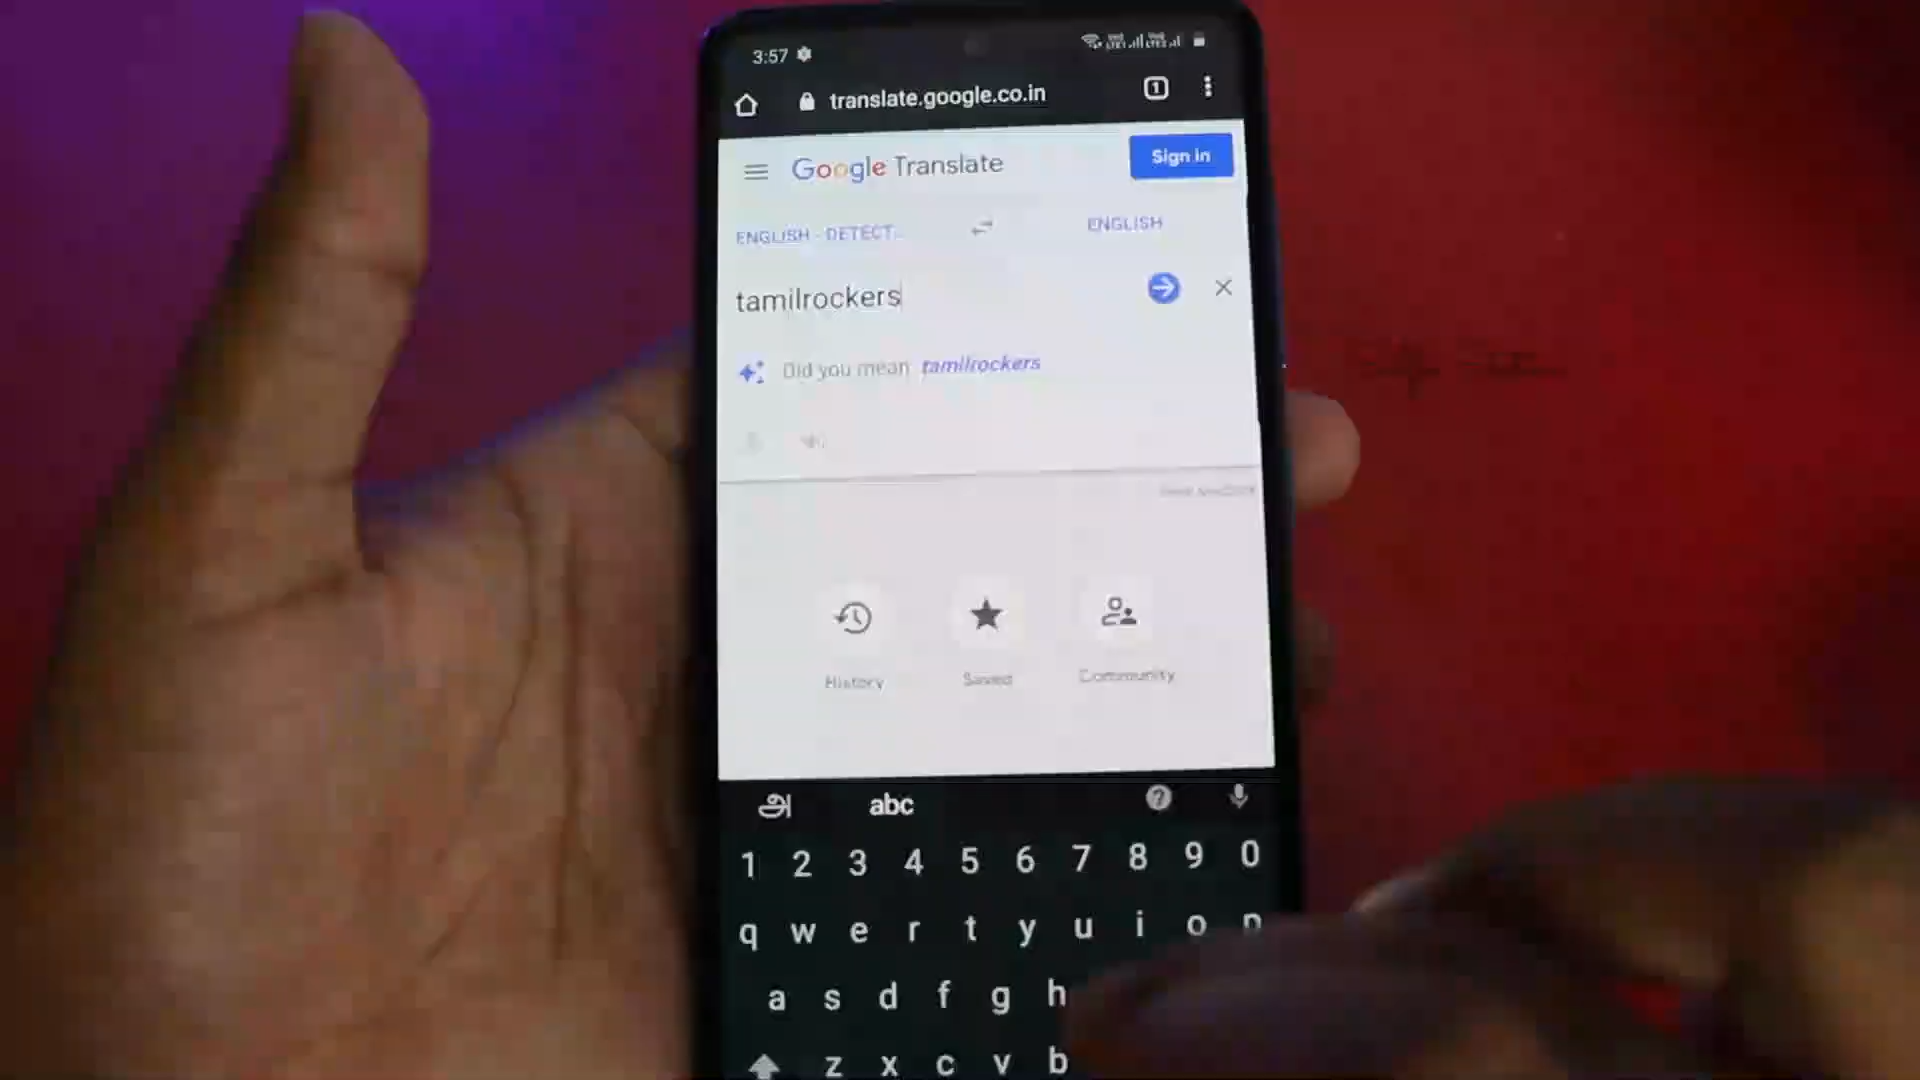 3:57
translate.google.co.in
1
Google Translate
Sign in
ENGLISH - DETECT...
ENGLISH
tamilrockers
Did you mean tamilrockers
History
Saved
Community
அ abc
1 2 3 4 5 6 7 8 9 0
q w e r t y u i o p
a s d f g h
z x c v b